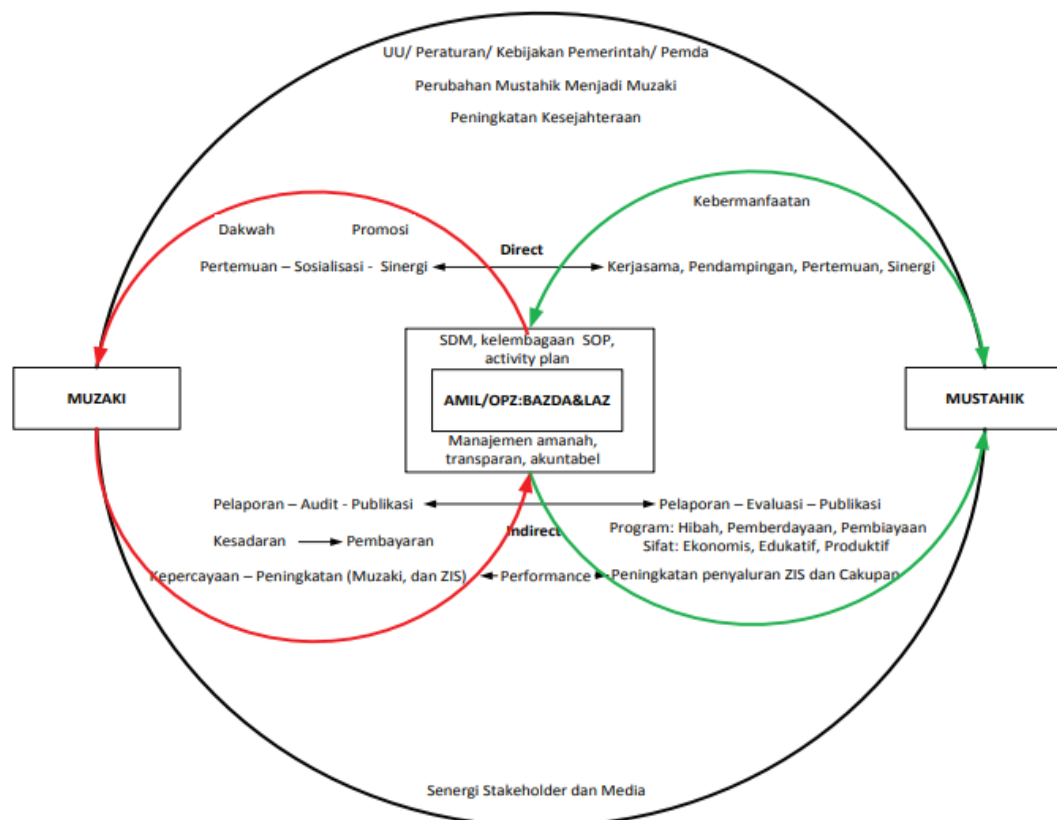 UU/ Peraturan/ Kebijakan Pemerintah/ Pemda
Perubahan Mustahik Menjadi Muzaki
Peningkatan Kesejahteraan
Kebermanfaatan
Dakwah Promosi
Direct
Pertemuan – Sosialisasi - Sinergi
Kerjasama, Pendampingan, Pertemuan, Sinergi
SDM, kelembagaan SOP,
activity plan
MUZAKI
AMIL/OPZ:BAZDA&LAZ
MUSTAHIK
Manajemen amanah,
transparan, akuntabel
Pelaporan – Audit - Publikasi
Pelaporan – Evaluasi – Publikasi
Indirect
Program: Hibah, Pemberdayaan, Pembiayaan
Sifat: Ekonomis, Edukatif, Produktif
Kesadaran Pembayaran
Kepercayaan – Peningkatan (Muzaki, dan ZIS)
Performance
Peningkatan penyaluran ZIS dan Cakupan
Senergi Stakeholder dan Media